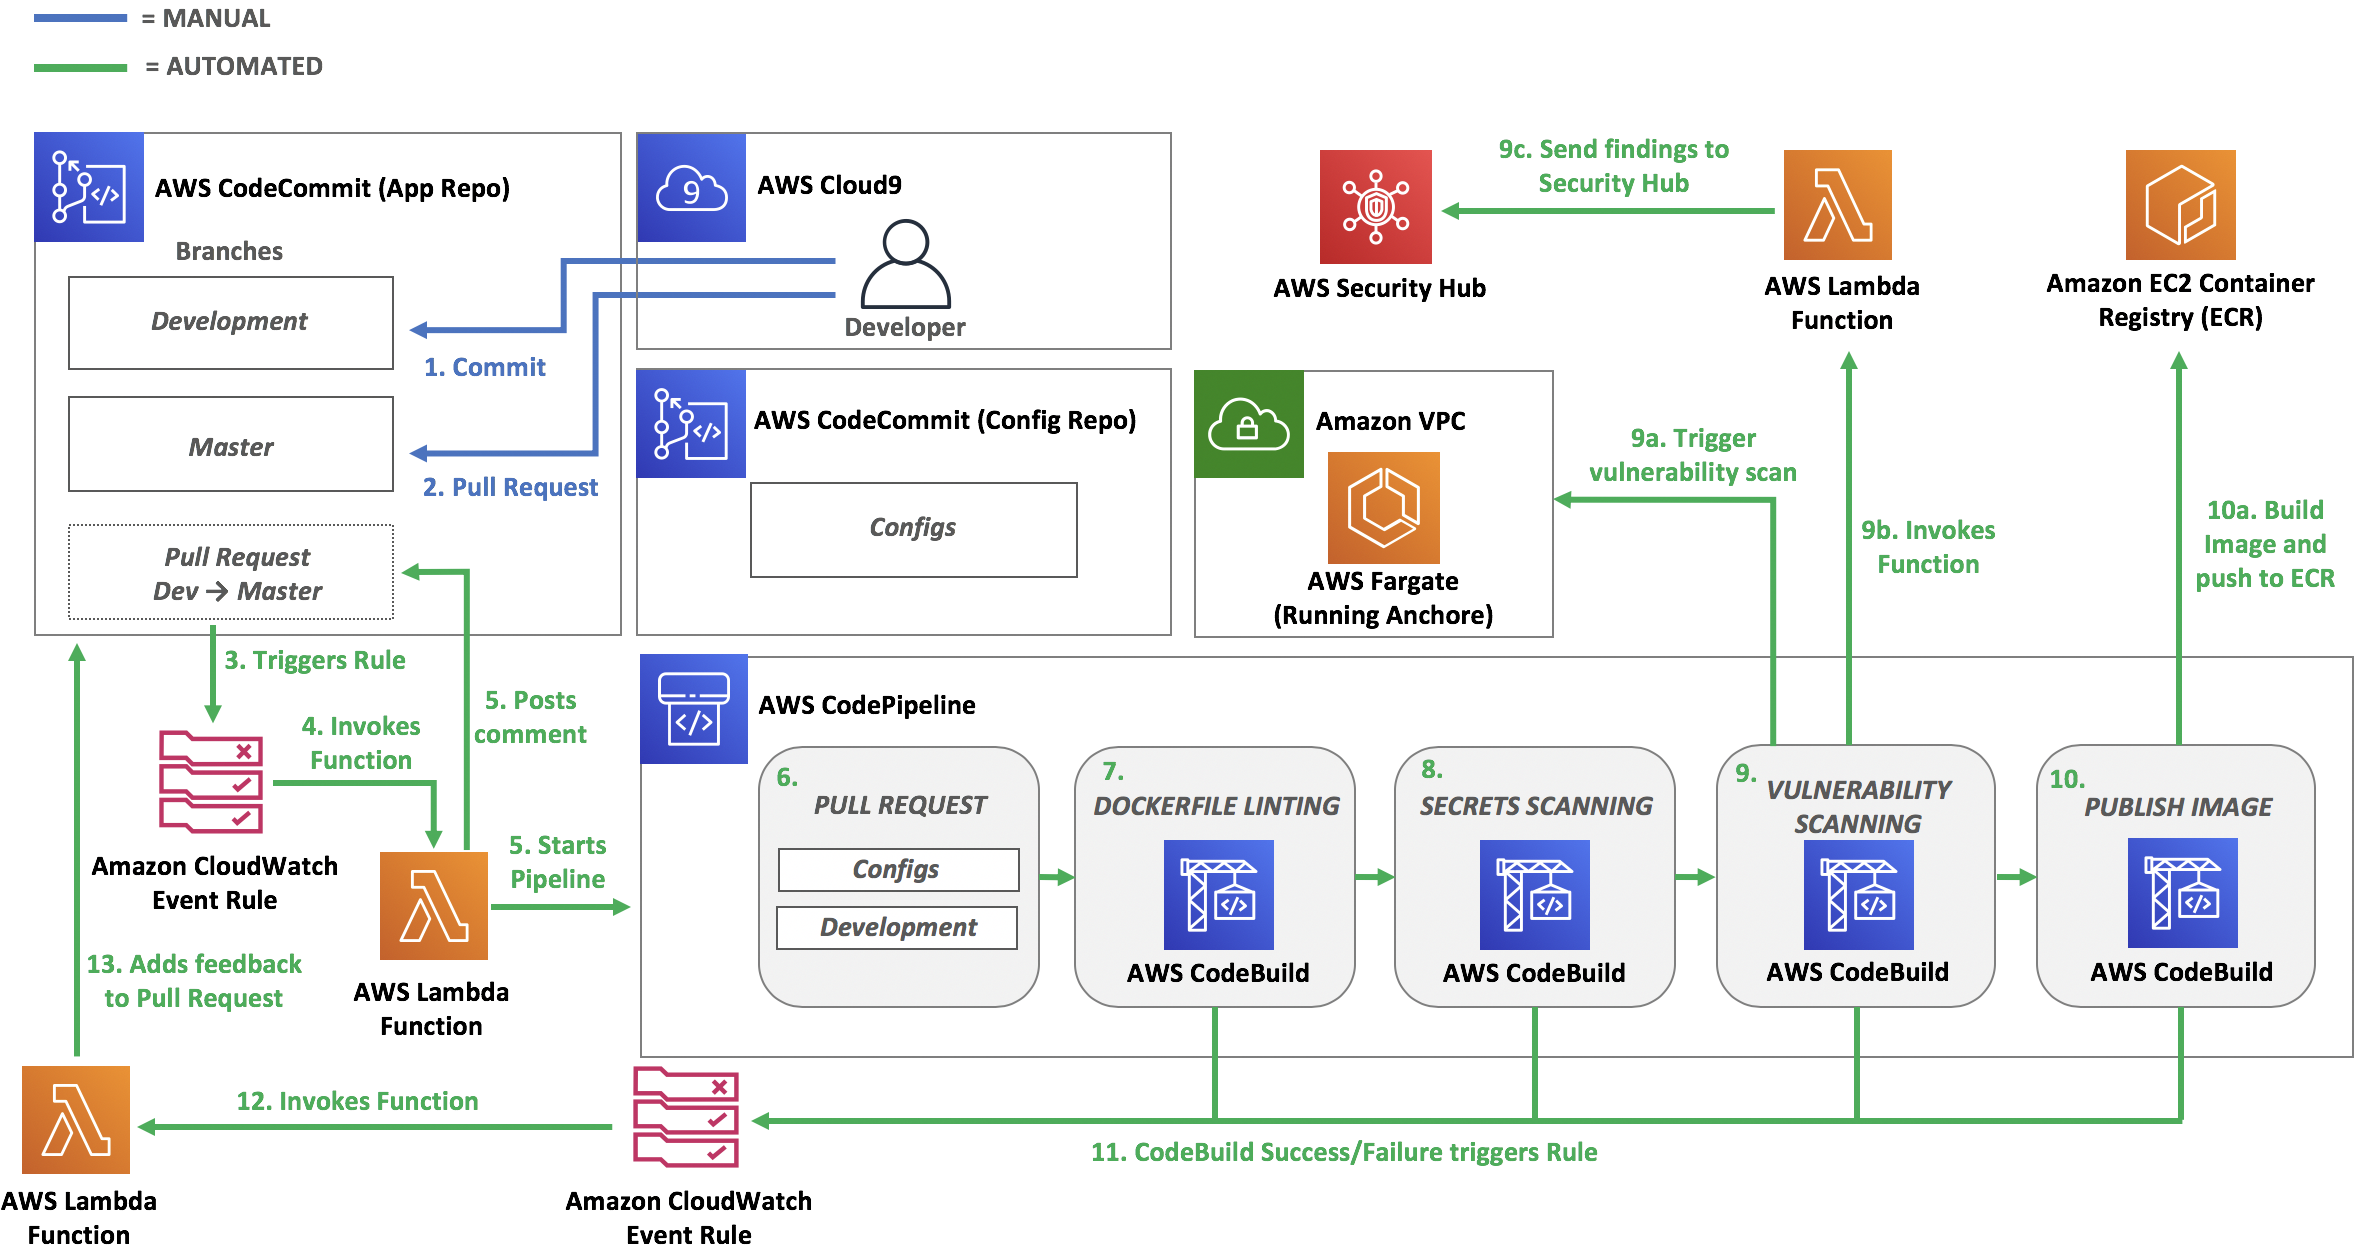 = MANUAL
= AUTOMATED
AWS CodeCommit (App Repo)
Branches
Development
1. Commit
Master
2. Pull Request
Pull Request
Dev → Master
9
AWS Cloud9
Developer
AWS CodeCommit (Config Repo)
Configs
9c. Send findings to
Security Hub
AWS Security Hub
AWS Lambda
Function
Amazon EC2 Container
Registry (ECR)
Amazon VPC
AWS Fargate
(Running Anchore)
9a. Trigger
vulnerability scan
9b. Invokes
Function
10a. Build
Image and
push to ECR
3. Triggers Rule
4. Invokes
Function
5. Posts
comment
Amazon CloudWatch
Event Rule
5. Starts
Pipeline
AWS Lambda
Function
13. Adds feedback
to Pull Request
AWS CodePipeline
6.
PULL REQUEST
Configs
Development
7.
DOCKERFILE LINTING
AWS CodeBuild
8.
SECRETS SCANNING
AWS CodeBuild
9.
VULNERABILITY
SCANNING
AWS CodeBuild
10.
PUBLISH IMAGE
AWS CodeBuild
12. Invokes Function
11. CodeBuild Success/Failure triggers Rule
AWS Lambda
Function
Amazon CloudWatch
Event Rule